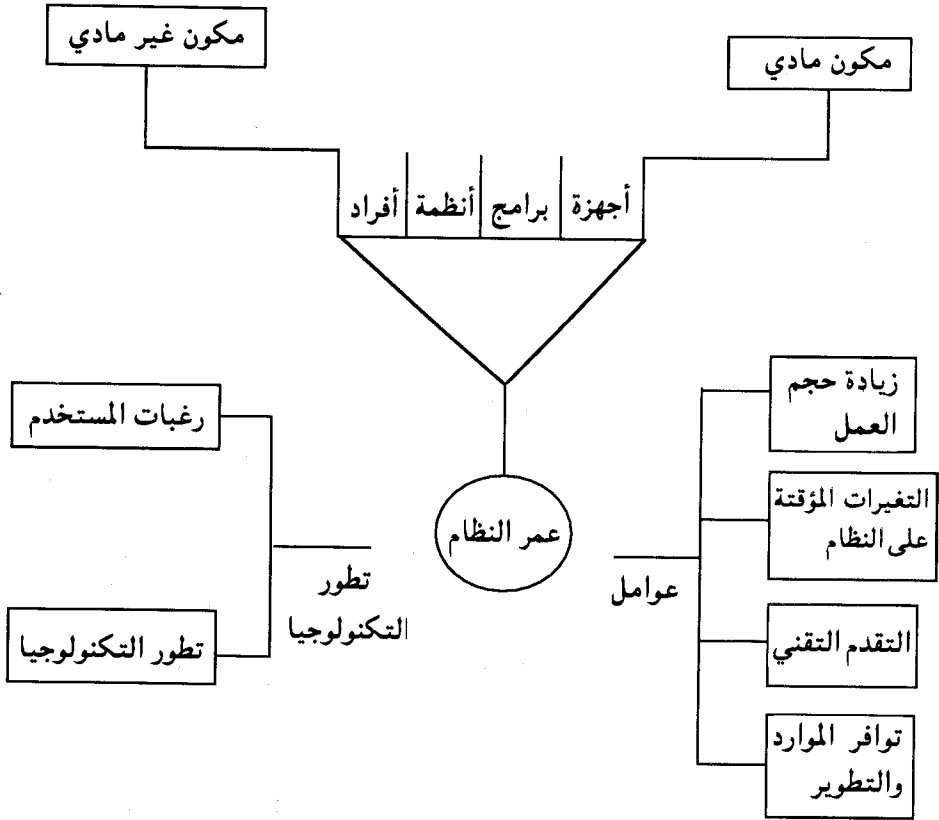 مكون مادي
مكون غير مادي
أجهزة برامج أنظمة أفراد
عمر النظام
عوامل
زيادة حجم
العمل
التغيرات المؤقتة
على النظام
التقدم التقني
توافر الموارد
والتطوير
تطور
التكنولوجيا
رغبات المستخدم
تطور التكنولوجيا